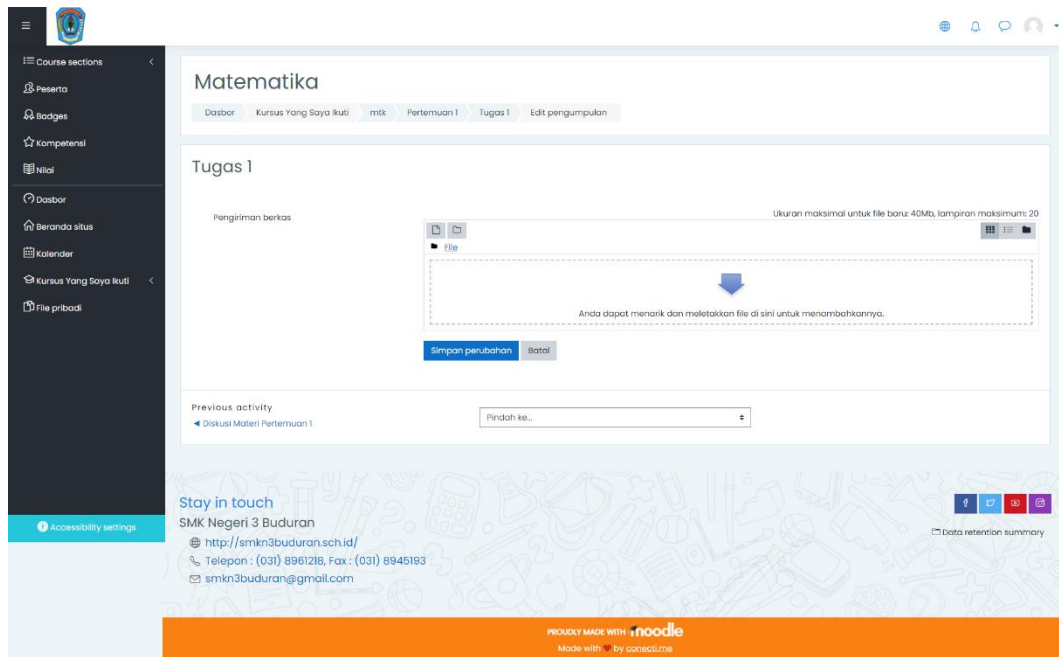 Course sections
Peserta
Badges
Kompetensi
Nilai
Dasbor
Beranda situs
Kalender
Kursus Yang Saya Ikuti
File pribadi
Accessibility settings
Matematika
Dasbor Kursus Yang Saya Ikuti mtk Pertemuan 1 Tugas 1 Edit pengumpulan
Tugas 1
Pengiriman berkas
Ukuran maksimal untuk file baru: 40Mb, lampiran maksimum: 20
File
Anda dapat menarik dan meletakkan file di sini untuk menambahkannya.
Simpan perubahan Batal
Previous activity
◄ Diskusi Materi Pertemuan 1
Pindah ke...
Stay in touch
SMK Negeri 3 Buduran
http://smkn3buduran.sch.id/
Telepon : (031) 8961218, Fax : (031) 8945193
smkn3buduran@gmail.com
Data retention summary
PROUDLY MADE WITH moodle
Made with ❤ by conecti.me